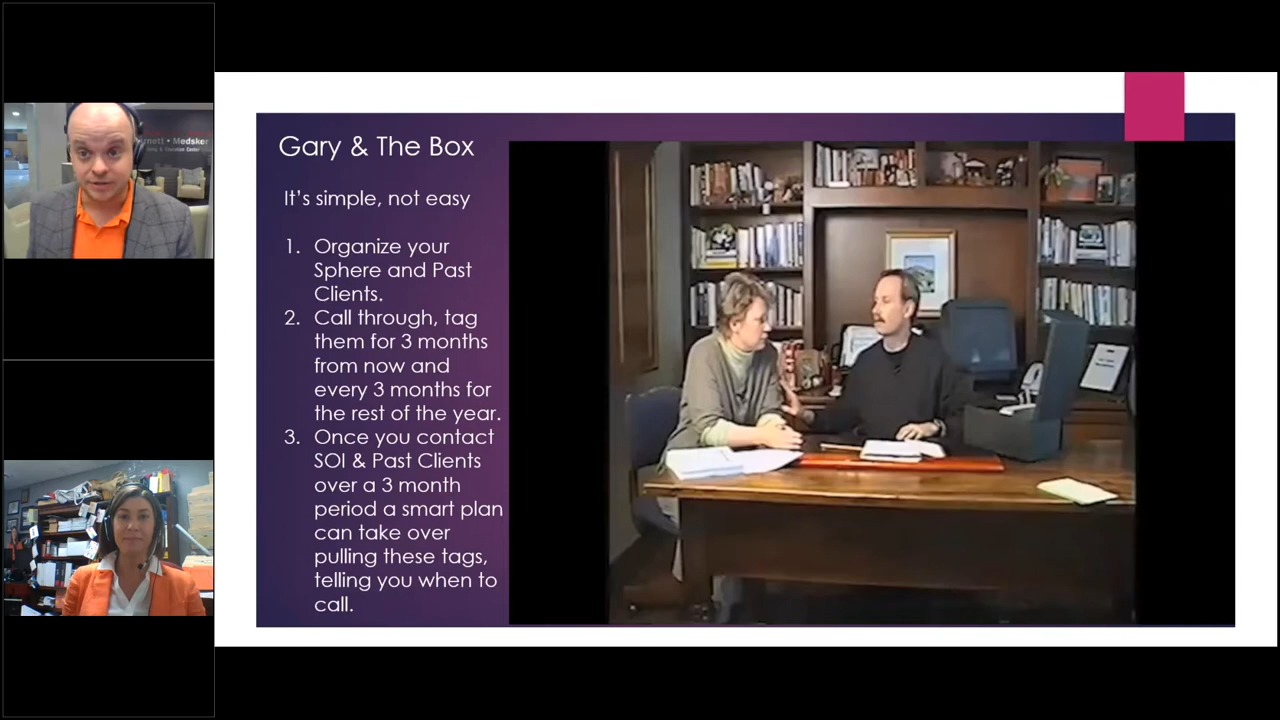 Medsker
Gary & The Box
It's simple, not easy
1. Organize your
Sphere and Past
Clients.
2. Call through, tag
them for 3 months
from now and
every 3 months for
the rest of the year.
3. Once you contact
SOI & Past Clients
over a 3 month
period a smart plan
can take over
pulling these tags,
telling you when to
call.